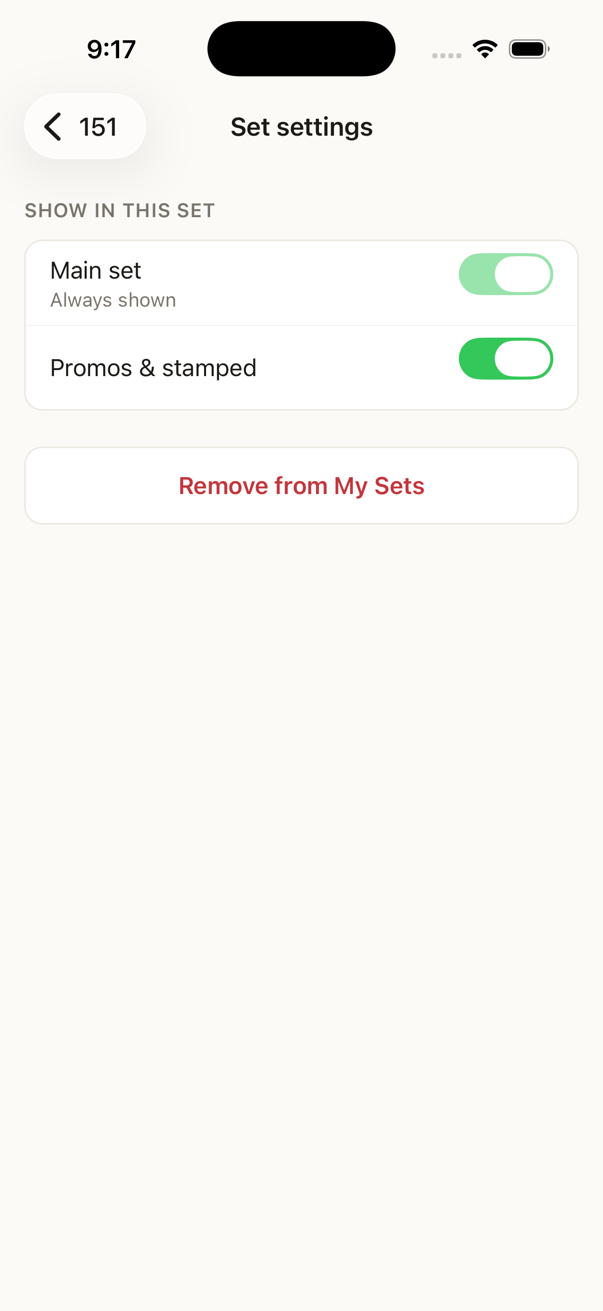 9:17
151
Set settings
SHOW IN THIS SET
Main set
Always shown
Promos & stamped
Remove from My Sets